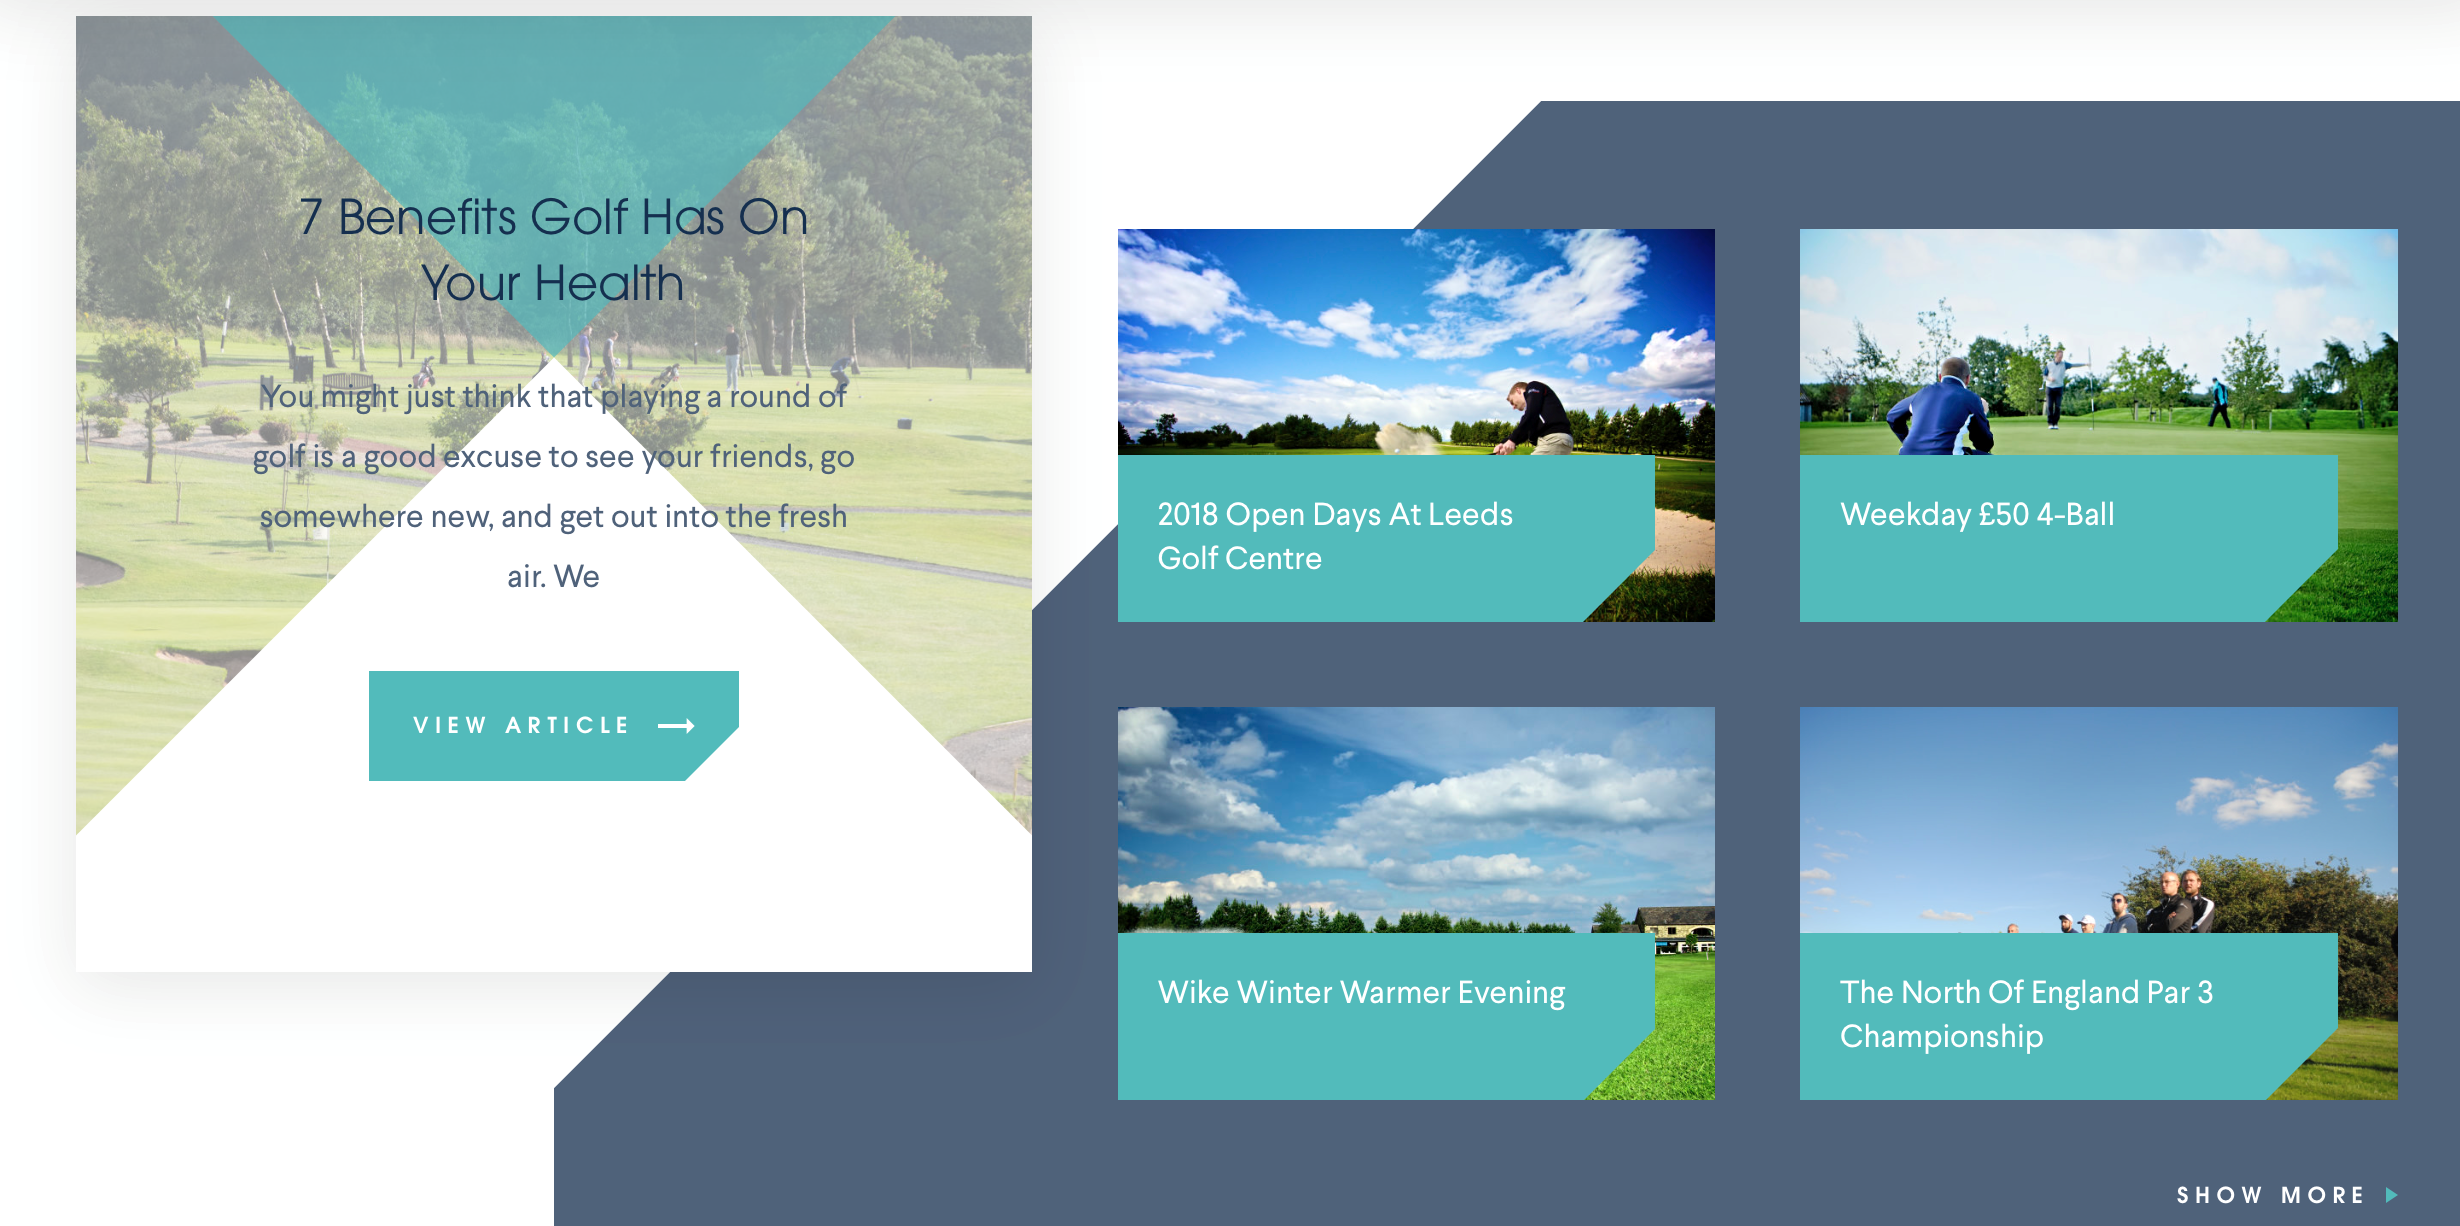 7 Benefits Golf Has On
Your Health
You might just think that playing a round of
golf is a good excuse to see your friends, go
somewhere new, and get out into the fresh
air. We
VIEW ARTICLE
2018 Open Days At Leeds
Golf Centre
Weekday £50 4-Ball
Wike Winter Warmer Evening
The North Of England Par 3
Championship
SHOW MORE